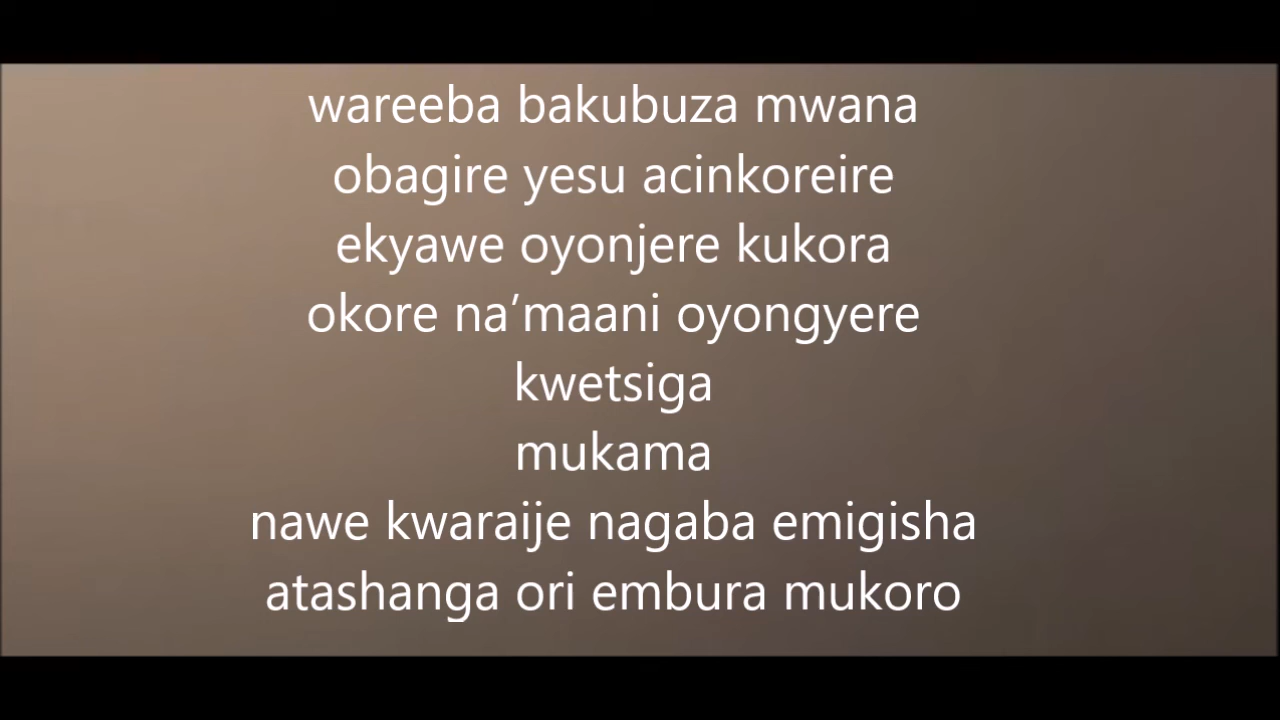 wareeba bakubuza mwana
obagire yesu acinkoreire
ekyawe oyonjere kukora
okore na’maani oyongyere
kwetsiga
mukama
nawe kwaraije nagaba emigisha
atashanga ori embura mukoro